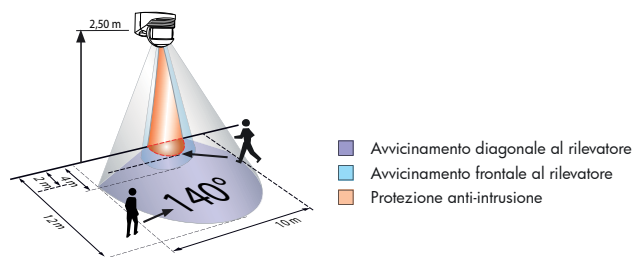 2,50 m
Avvicinamento diagonale al rilevatore
Avvicinamento frontale al rilevatore
Protezione anti-intrusione
2 m
4 m
140°
12 m
10 m